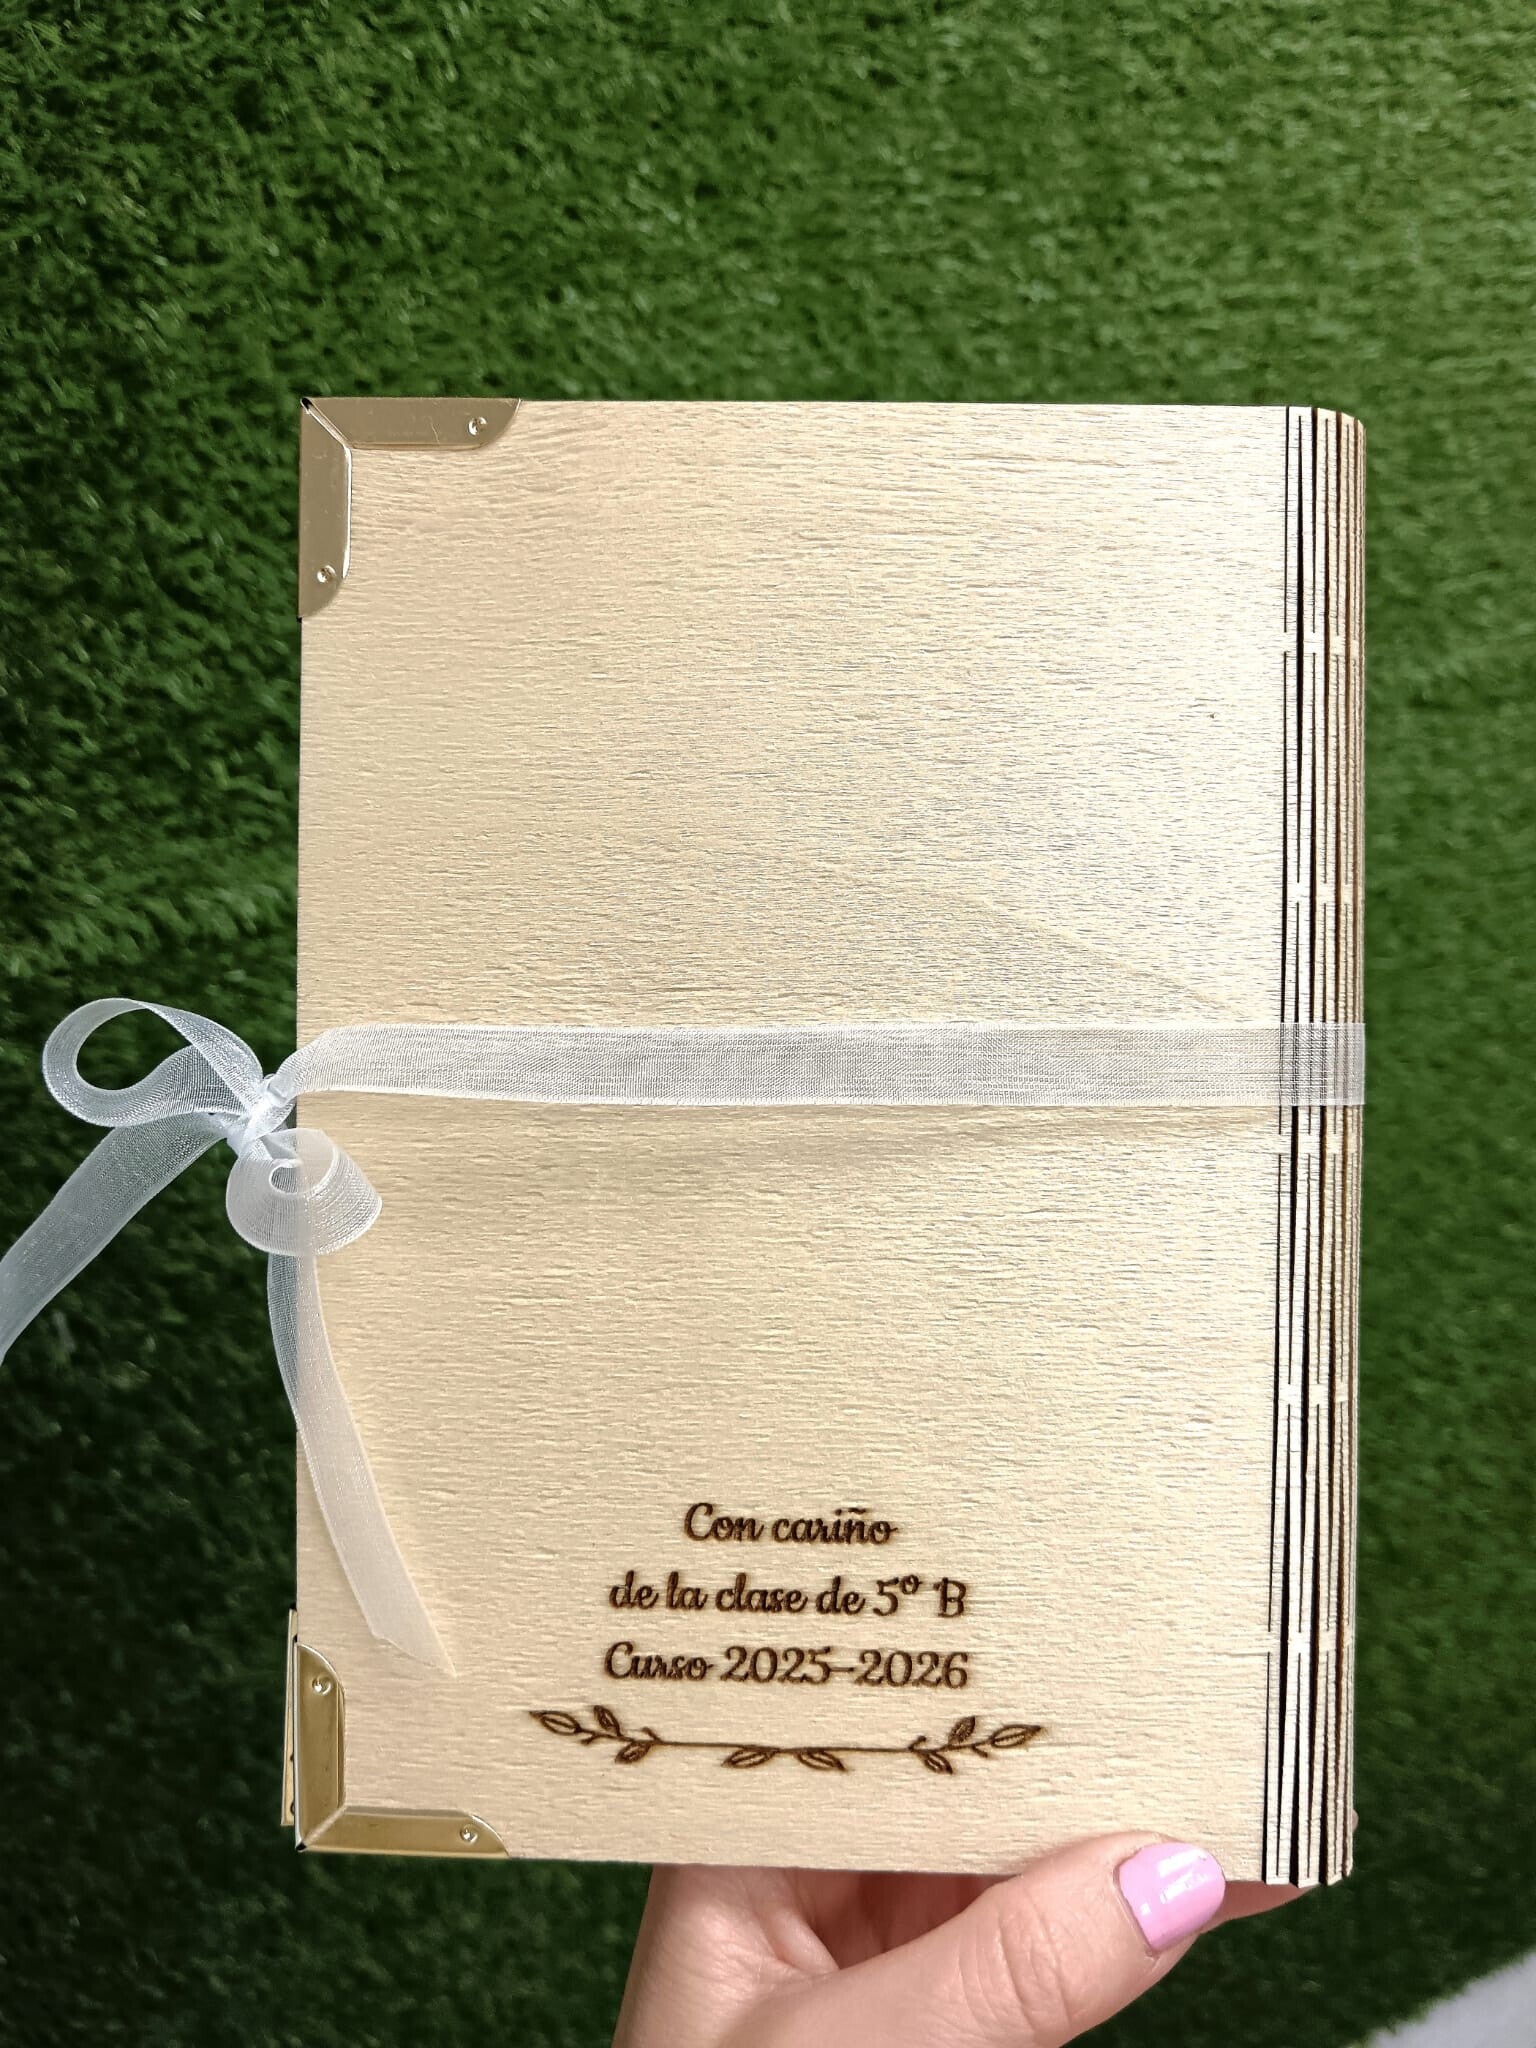 Con cariño
de la clase de 5º B
Curso 2025-2026